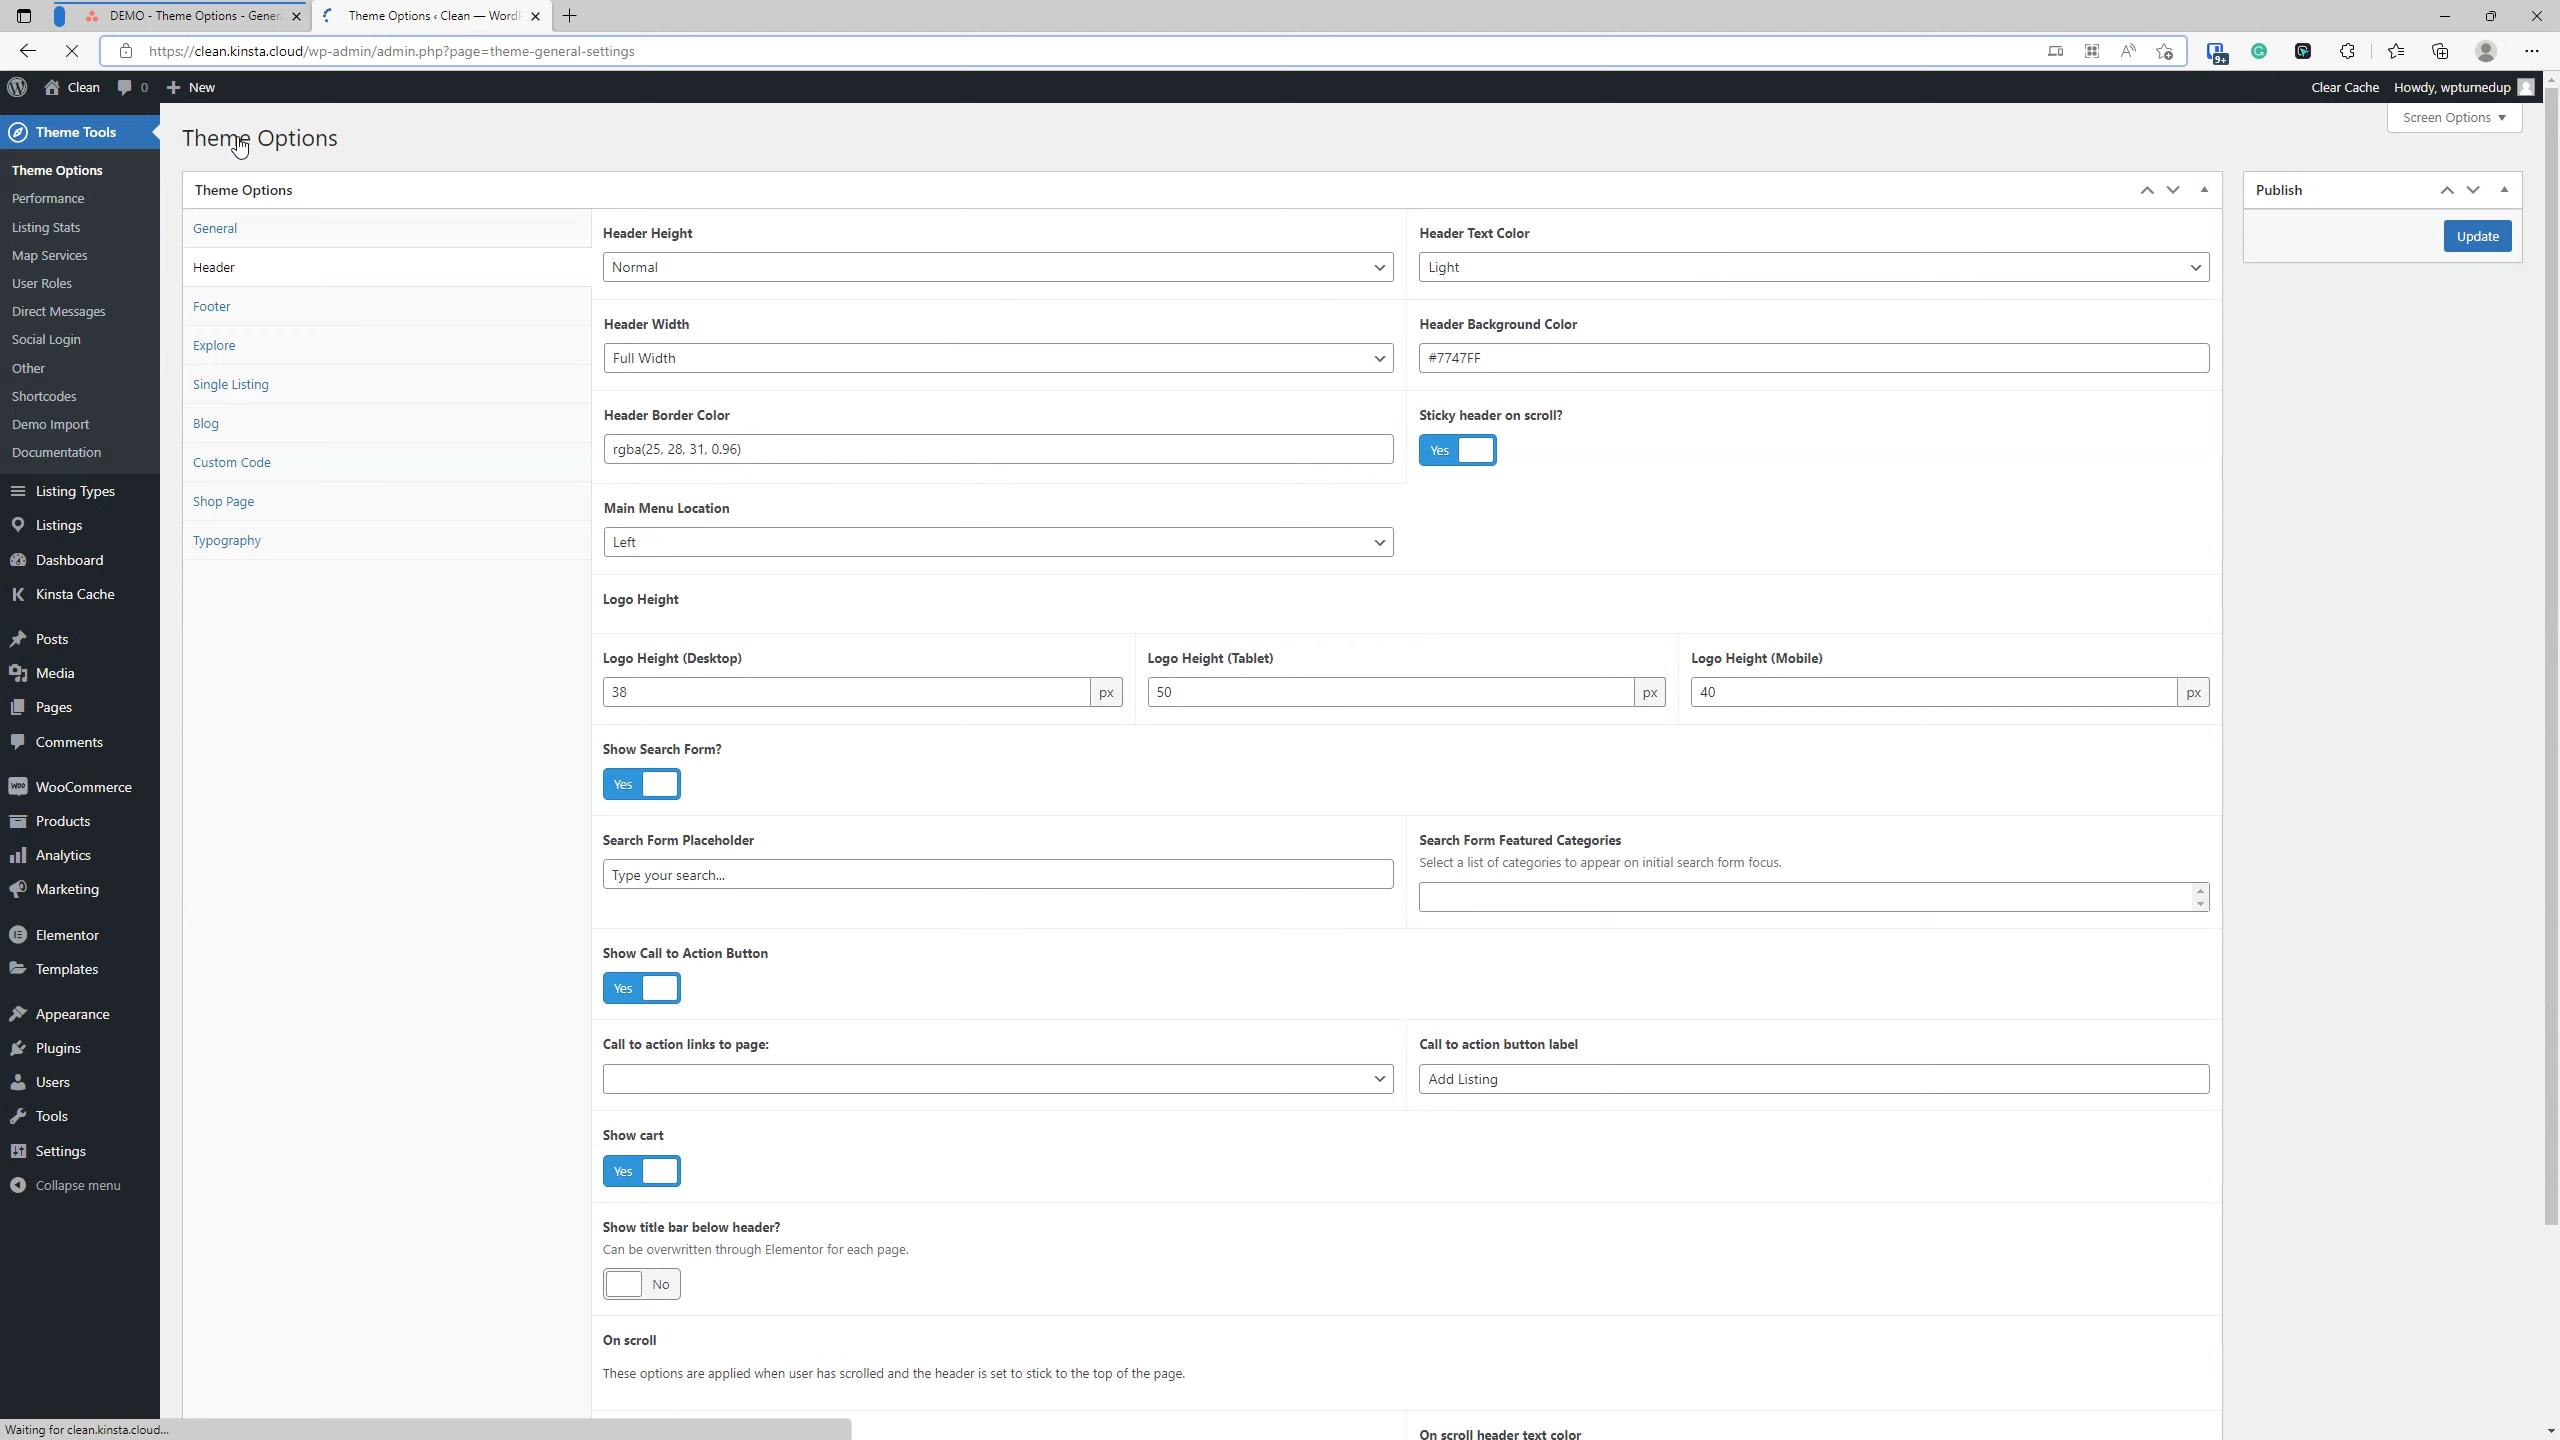 DEMO - Theme Options - Gener
Theme Options ‹ Clean — WordP
https://clean.kinsta.cloud/wp-admin/admin.php?page=theme-general-settings
9+
Clean
0
New
Clear Cache
Howdy, wpturnedup
Theme Tools
Theme Options
Performance
Listing Stats
Map Services
User Roles
Direct Messages
Social Login
Other
Shortcodes
Demo Import
Documentation
Listing Types
Listings
Dashboard
Kinsta Cache
Posts
Media
Pages
Comments
WooCommerce
Products
Analytics
Marketing
Elementor
Templates
Appearance
Plugins
Users
Tools
Settings
Collapse menu
Theme Options
Screen Options
Theme Options
General
Header
Footer
Explore
Single Listing
Blog
Custom Code
Shop Page
Typography
Header Height
Normal
Header Text Color
Light
Header Width
Full Width
Header Background Color
#7747FF
Header Border Color
rgba(25, 28, 31, 0.96)
Sticky header on scroll?
Yes
Main Menu Location
Left
Logo Height
Logo Height (Desktop)
38 px
Logo Height (Tablet)
50 px
Logo Height (Mobile)
40 px
Show Search Form?
Yes
Search Form Placeholder
Type your search...
Search Form Featured Categories
Select a list of categories to appear on initial search form focus.
Show Call to Action Button
Yes
Call to action links to page:
Call to action button label
Add Listing
Show cart
Yes
Show title bar below header?
Can be overwritten through Elementor for each page.
No
On scroll
These options are applied when user has scrolled and the header is set to stick to the top of the page.
On scroll header text color
Publish
Update
Waiting for clean.kinsta.cloud...